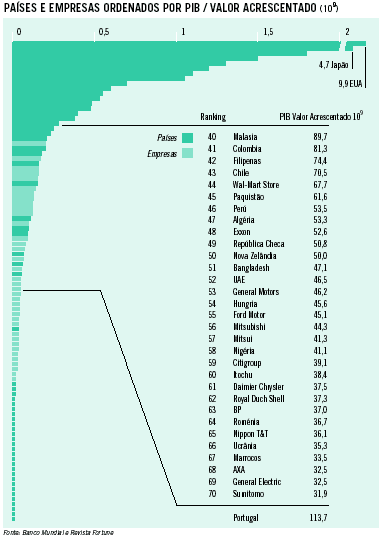 PAÍSES E EMPRESAS ORDENADOS POR PIB / VALOR ACRESCENTADO (10⁹)
0 0,5 1 1,5 2
4,7 Japão
9,9 EUA
Ranking PIB Valor Acrescentado 10⁹
Países
Empresas
40 Malasia 89,7
41 Colombia 81,3
42 Filipenas 74,4
43 Chile 70,5
44 Wal-Mart Store 67,7
45 Paquistão 61,6
46 Perú 53,5
47 Algéria 53,3
48 Exxon 52,6
49 República Checa 50,8
50 Nova Zelândia 50,0
51 Bangladesh 47,1
52 UAE 46,5
53 General Motors 46,2
54 Hungria 45,6
55 Ford Motor 45,1
56 Mitsubishi 44,3
57 Mitsui 41,3
58 Nigéria 41,1
59 Citigroup 39,1
60 Itochu 38,4
61 Daimier Chrysler 37,5
62 Royal Duch Shell 37,3
63 BP 37,0
64 Roménia 36,7
65 Nippon T&T 36,1
66 Ucrânia 35,3
67 Marrocos 33,5
68 AXA 32,5
69 General Electric 32,5
70 Sumitomo 31,9
Portugal 113,7
Fonte: Banco Mundial e Revista Fortune